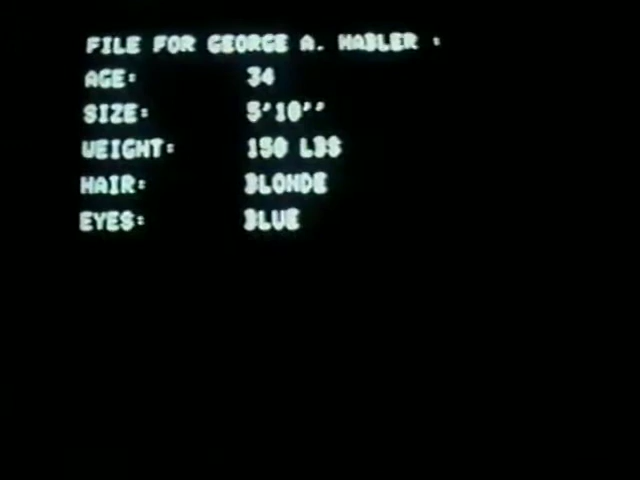 FILE FOR GEORGE A. HABLER :
AGE: 34
SIZE: 5'10''
WEIGHT: 150 LBS
HAIR: BLONDE
EYES: BLUE